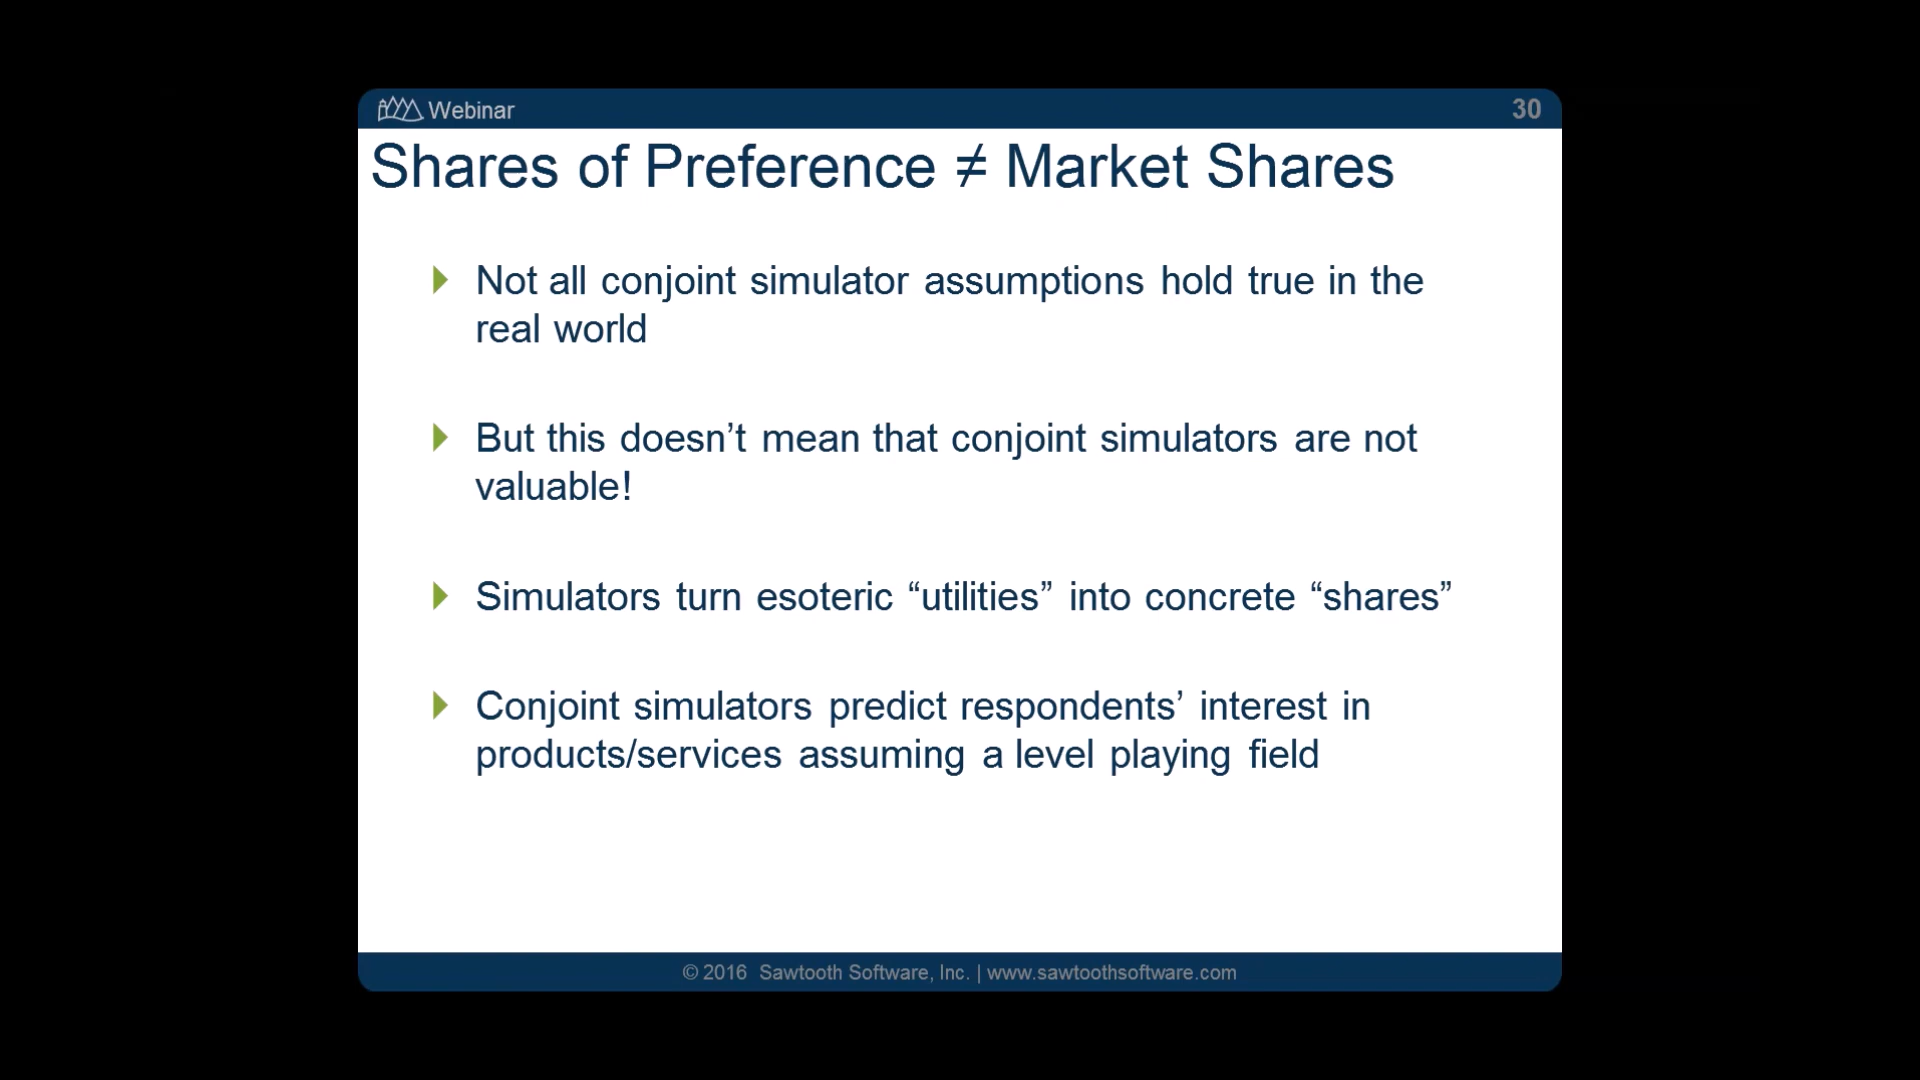 Webinar
30
Shares of Preference ≠ Market Shares
Not all conjoint simulator assumptions hold true in the
real world
But this doesn’t mean that conjoint simulators are not
valuable!
Simulators turn esoteric “utilities” into concrete “shares”
Conjoint simulators predict respondents’ interest in
products/services assuming a level playing field
© 2016 Sawtooth Software, Inc. | www.sawtoothsoftware.com